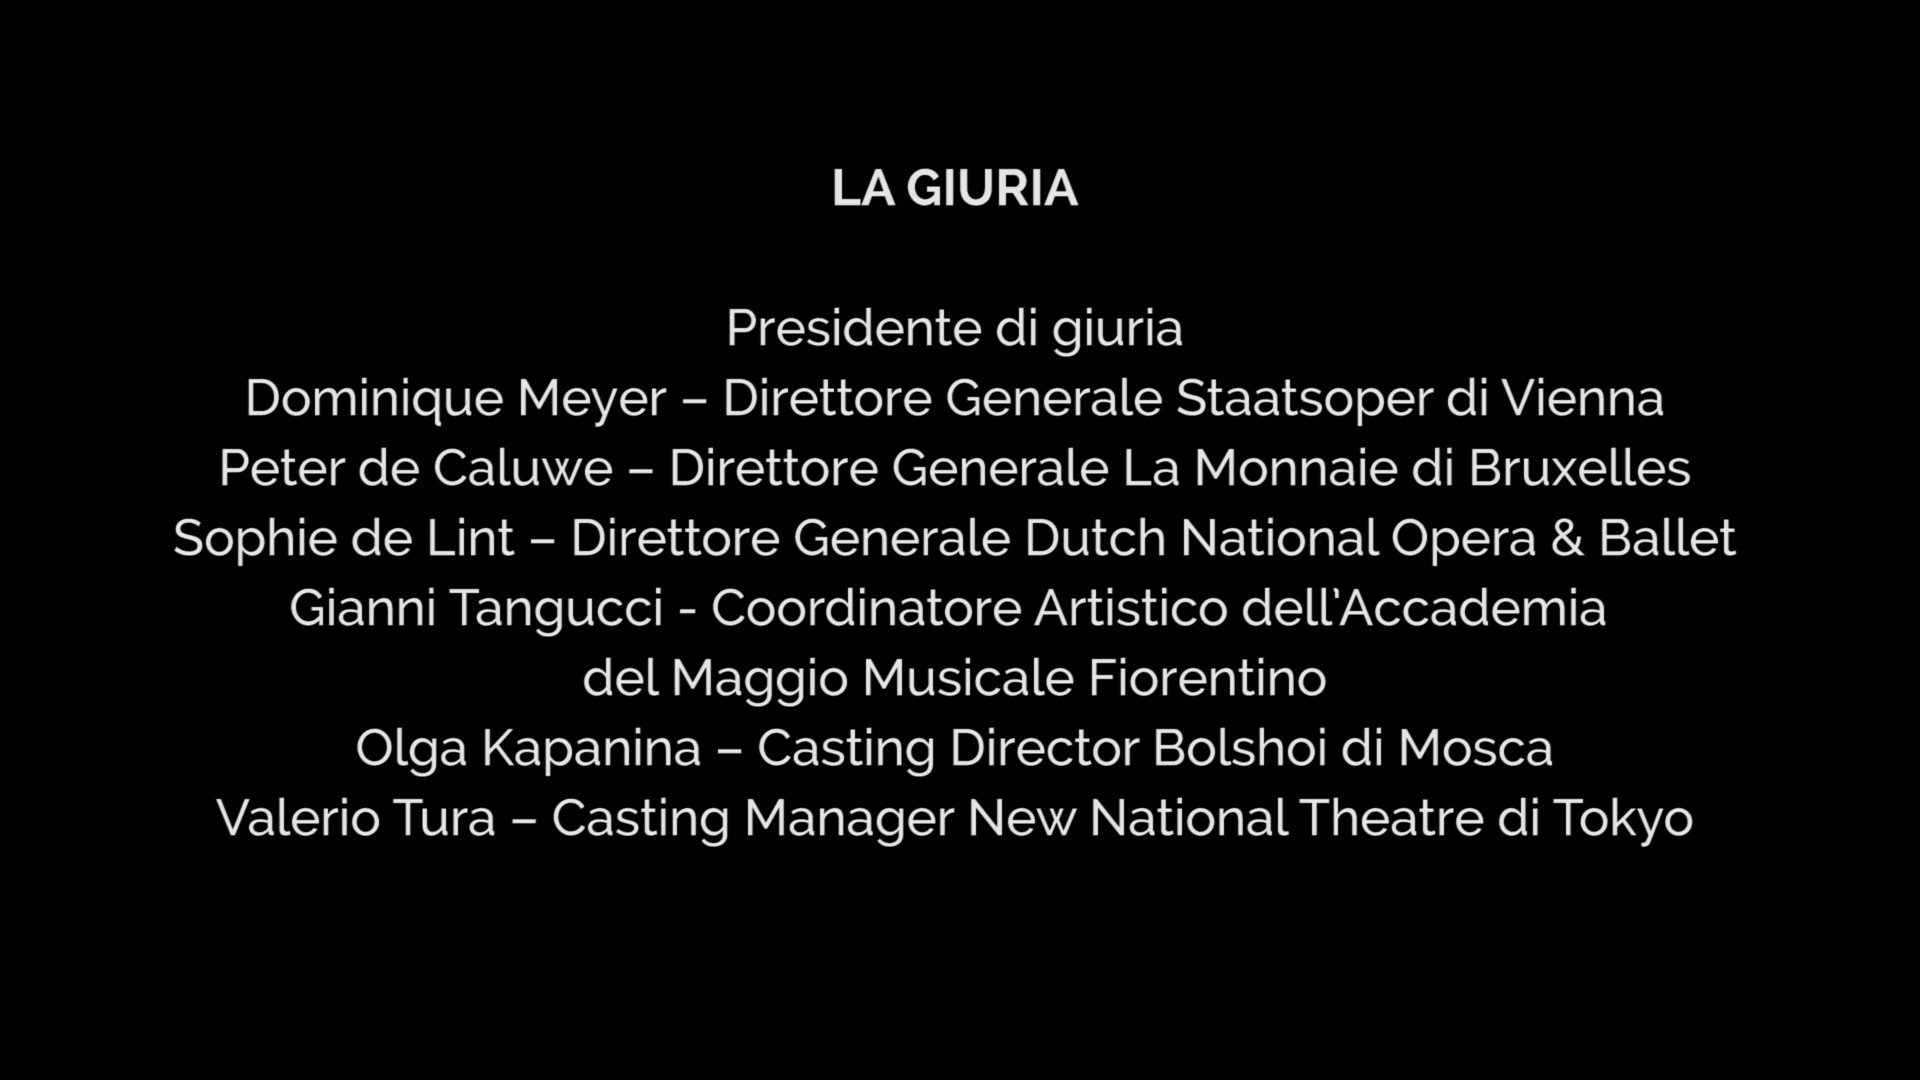 LA GIURIA
Presidente di giuria
Dominique Meyer – Direttore Generale Staatsoper di Vienna
Peter de Caluwe – Direttore Generale La Monnaie di Bruxelles
Sophie de Lint – Direttore Generale Dutch National Opera & Ballet
Gianni Tangucci - Coordinatore Artistico dell’Accademia
del Maggio Musicale Fiorentino
Olga Kapanina – Casting Director Bolshoi di Mosca
Valerio Tura – Casting Manager New National Theatre di Tokyo